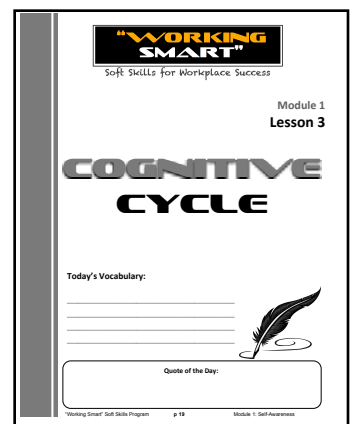 "WORKING
SMART"
Soft Skills for Workplace Success
Module 1
Lesson 3
COGNITIVE
CYCLE
Today's Vocabulary:
Quote of the Day:
"Working Smart" Soft Skills Program p 19 Module 1: Self-Awareness